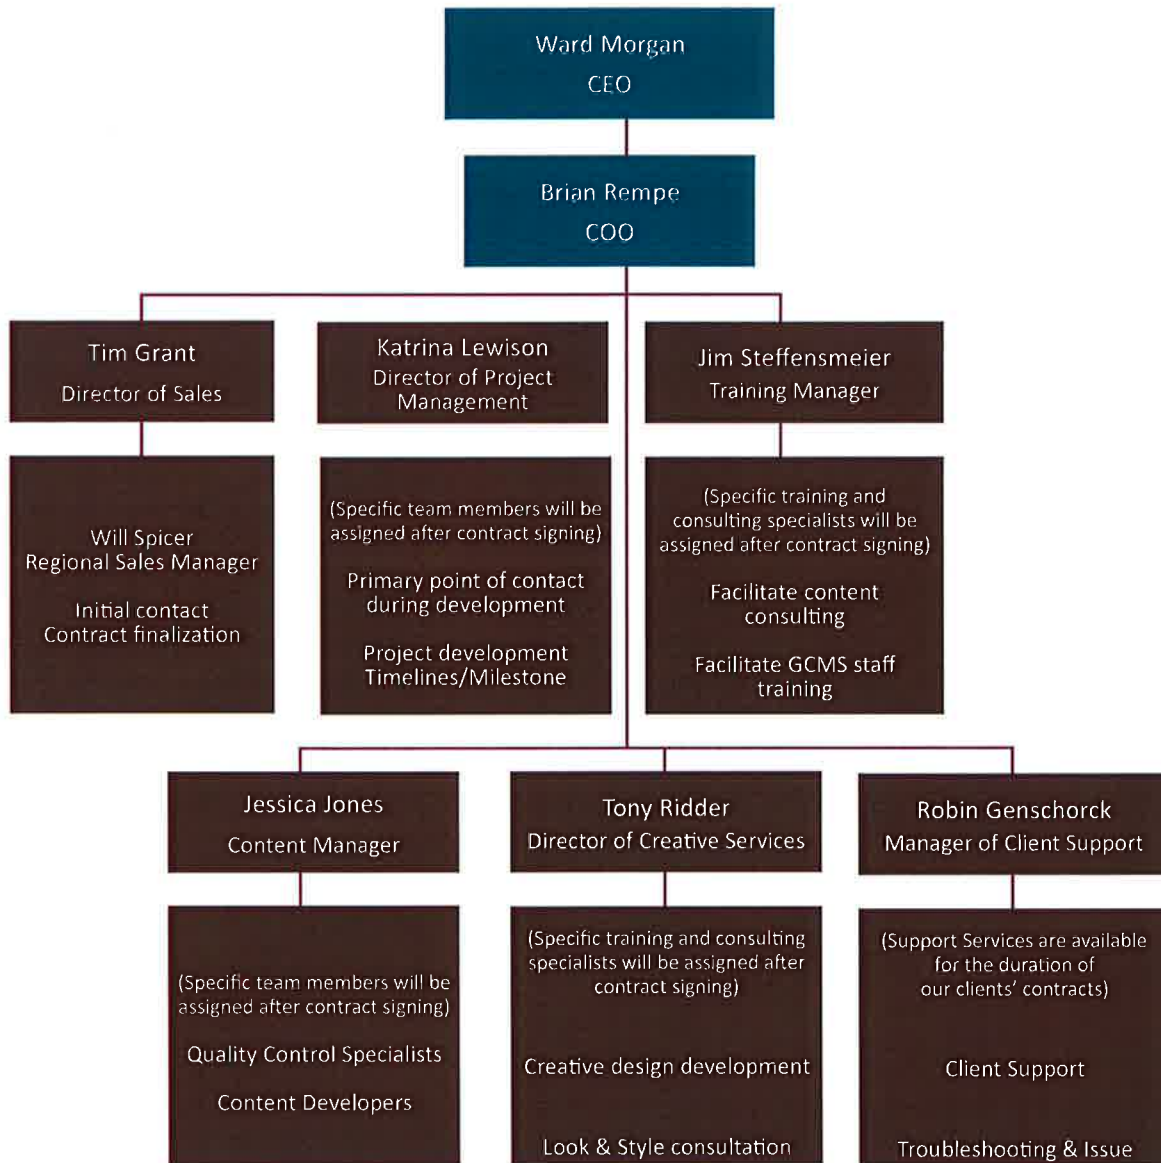 Ward Morgan
CEO
Brian Rempe
COO
Tim Grant
Director of Sales
Katrina Lewison
Director of Project
Management
Jim Steffensmeier
Training Manager
Will Spicer
Regional Sales Manager
Initial contact
Contract finalization
(Specific team members will be
assigned after contract signing)
Primary point of contact
during development
Project development
Timelines/Milestone
(Specific training and
consulting specialists will be
assigned after contract signing)
Facilitate content
consulting
Facilitate GCMS staff
training
Jessica Jones
Content Manager
Tony Ridder
Director of Creative Services
Robin Genschorck
Manager of Client Support
(Specific team members will be
assigned after contract signing)
Quality Control Specialists
Content Developers
(Specific training and consulting
specialists will be assigned after
contract signing)
Creative design development
Look & Style consultation
(Support Services are available
for the duration of
our clients' contracts)
Client Support
Troubleshooting & Issue